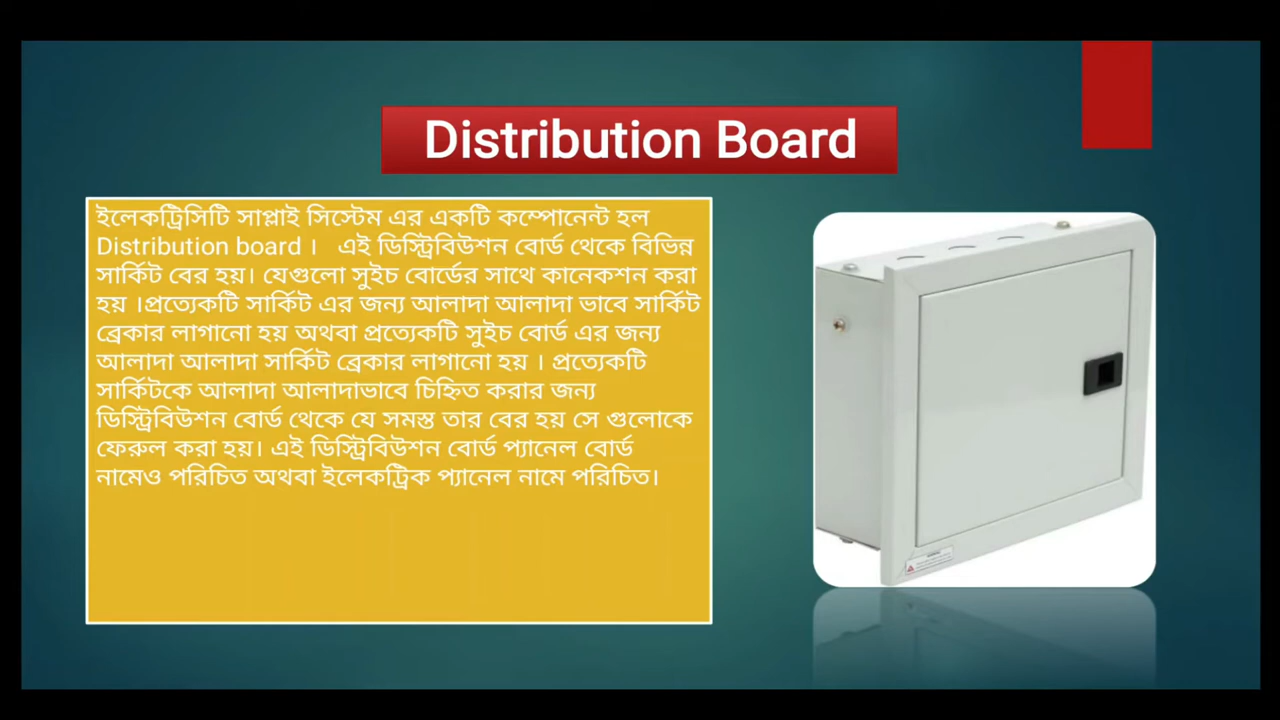 Distribution Board
ইলেকট্রিসিটি সাপ্লাই সিস্টেম এর একটি কম্পোনেন্ট হল
Distribution board । এই ডিস্ট্রিবিউশন বোর্ড থেকে বিভিন্ন
সার্কিট বের হয়। যেগুলো সুইচ বোর্ডের সাথে কানেকশন করা
হয় ।প্রত্যেকটি সার্কিট এর জন্য আলাদা আলাদা ভাবে সার্কিট
ব্রেকার লাগানো হয় অথবা প্রত্যেকটি সুইচ বোর্ড এর জন্য
আলাদা আলাদা সার্কিট ব্রেকার লাগানো হয় । প্রত্যেকটি
সার্কিটকে আলাদা আলাদাভাবে চিহ্নিত করার জন্য
ডিস্ট্রিবিউশন বোর্ড থেকে যে সমস্ত তার বের হয় সে গুলোকে
ফেরুল করা হয়। এই ডিস্ট্রিবিউশন বোর্ড প্যানেল বোর্ড
নামেও পরিচিত অথবা ইলেকট্রিক প্যানেল নামে পরিচিত।